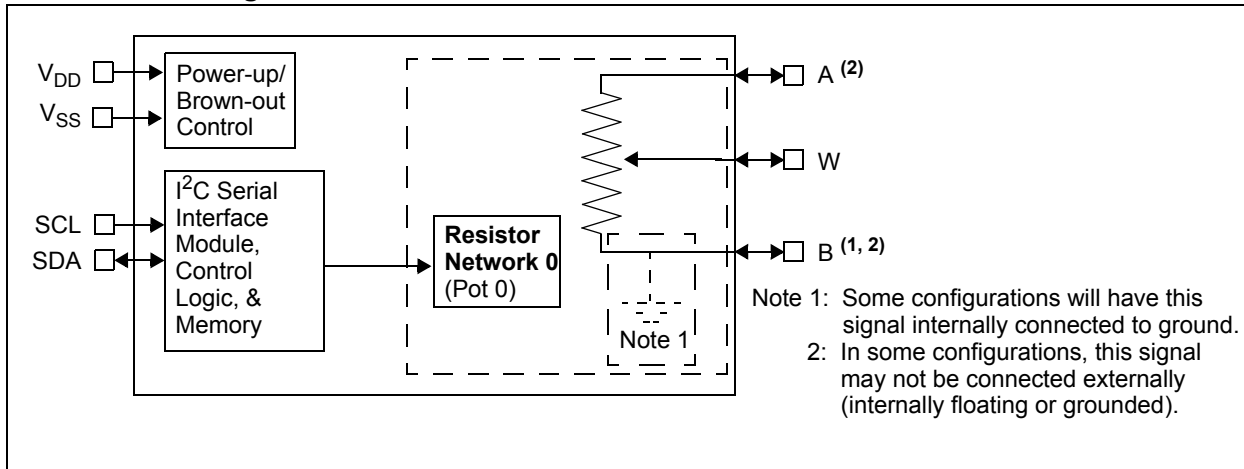 V_DD
V_SS
SCL
SDA
Power-up/
Brown-out
Control
I²C Serial
Interface
Module,
Control
Logic, &
Memory
Resistor
Network 0
(Pot 0)
Note 1
A (2)
W
B (1, 2)
Note 1: Some configurations will have this
signal internally connected to ground.
2: In some configurations, this signal
may not be connected externally
(internally floating or grounded).